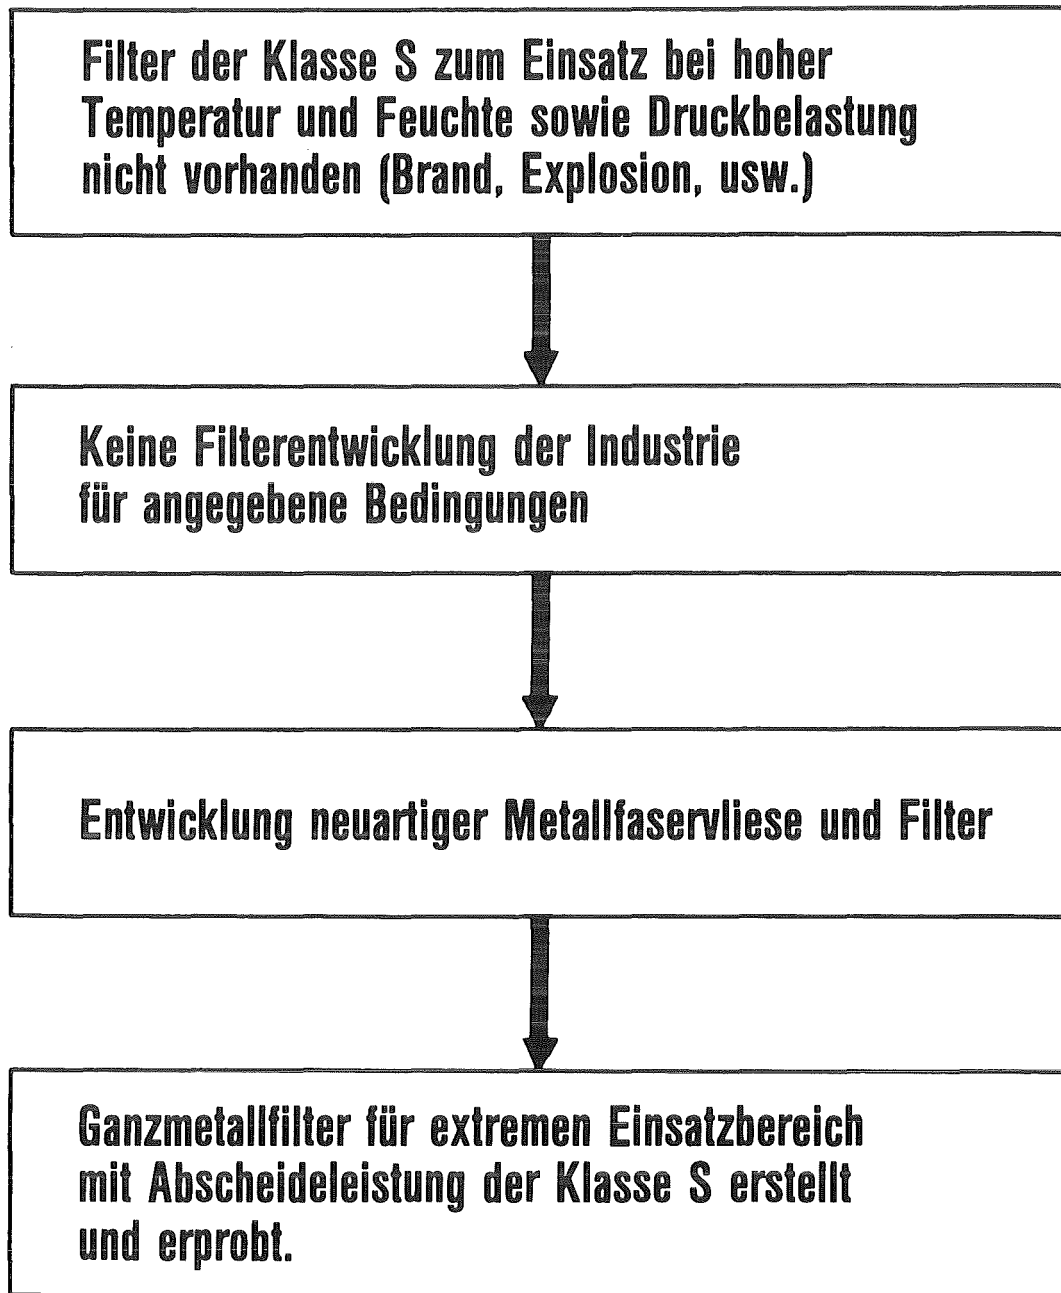 Filter der Klasse S zum Einsatz bei hoher
Temperatur und Feuchte sowie Druckbelastung
nicht vorhanden (Brand, Explosion, usw.)
Keine Filterentwicklung der Industrie
für angegebene Bedingungen
Entwicklung neuartiger Metallfaservliese und Filter
Ganzmetallfilter für extremen Einsatzbereich
mit Abscheideleistung der Klasse S erstellt
und erprobt.